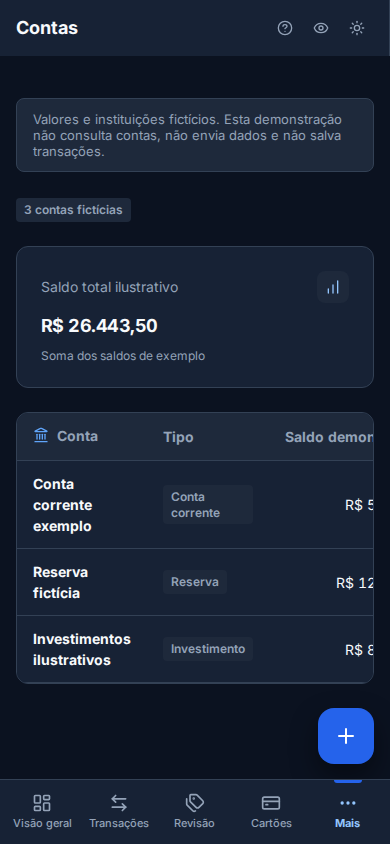 Contas
Valores e instituições fictícios. Esta demonstração
não consulta contas, não envia dados e não salva
transações.
3 contas fictícias
Saldo total ilustrativo
R$ 26.443,50
Soma dos saldos de exemplo
Conta Tipo Saldo demon
Conta
corrente
exemplo
Conta
corrente
R$ 5
Reserva
fictícia
Reserva
R$ 12
Investimentos
ilustrativos
Investimento
R$ 8
Visão geral Transações Revisão Cartões Mais